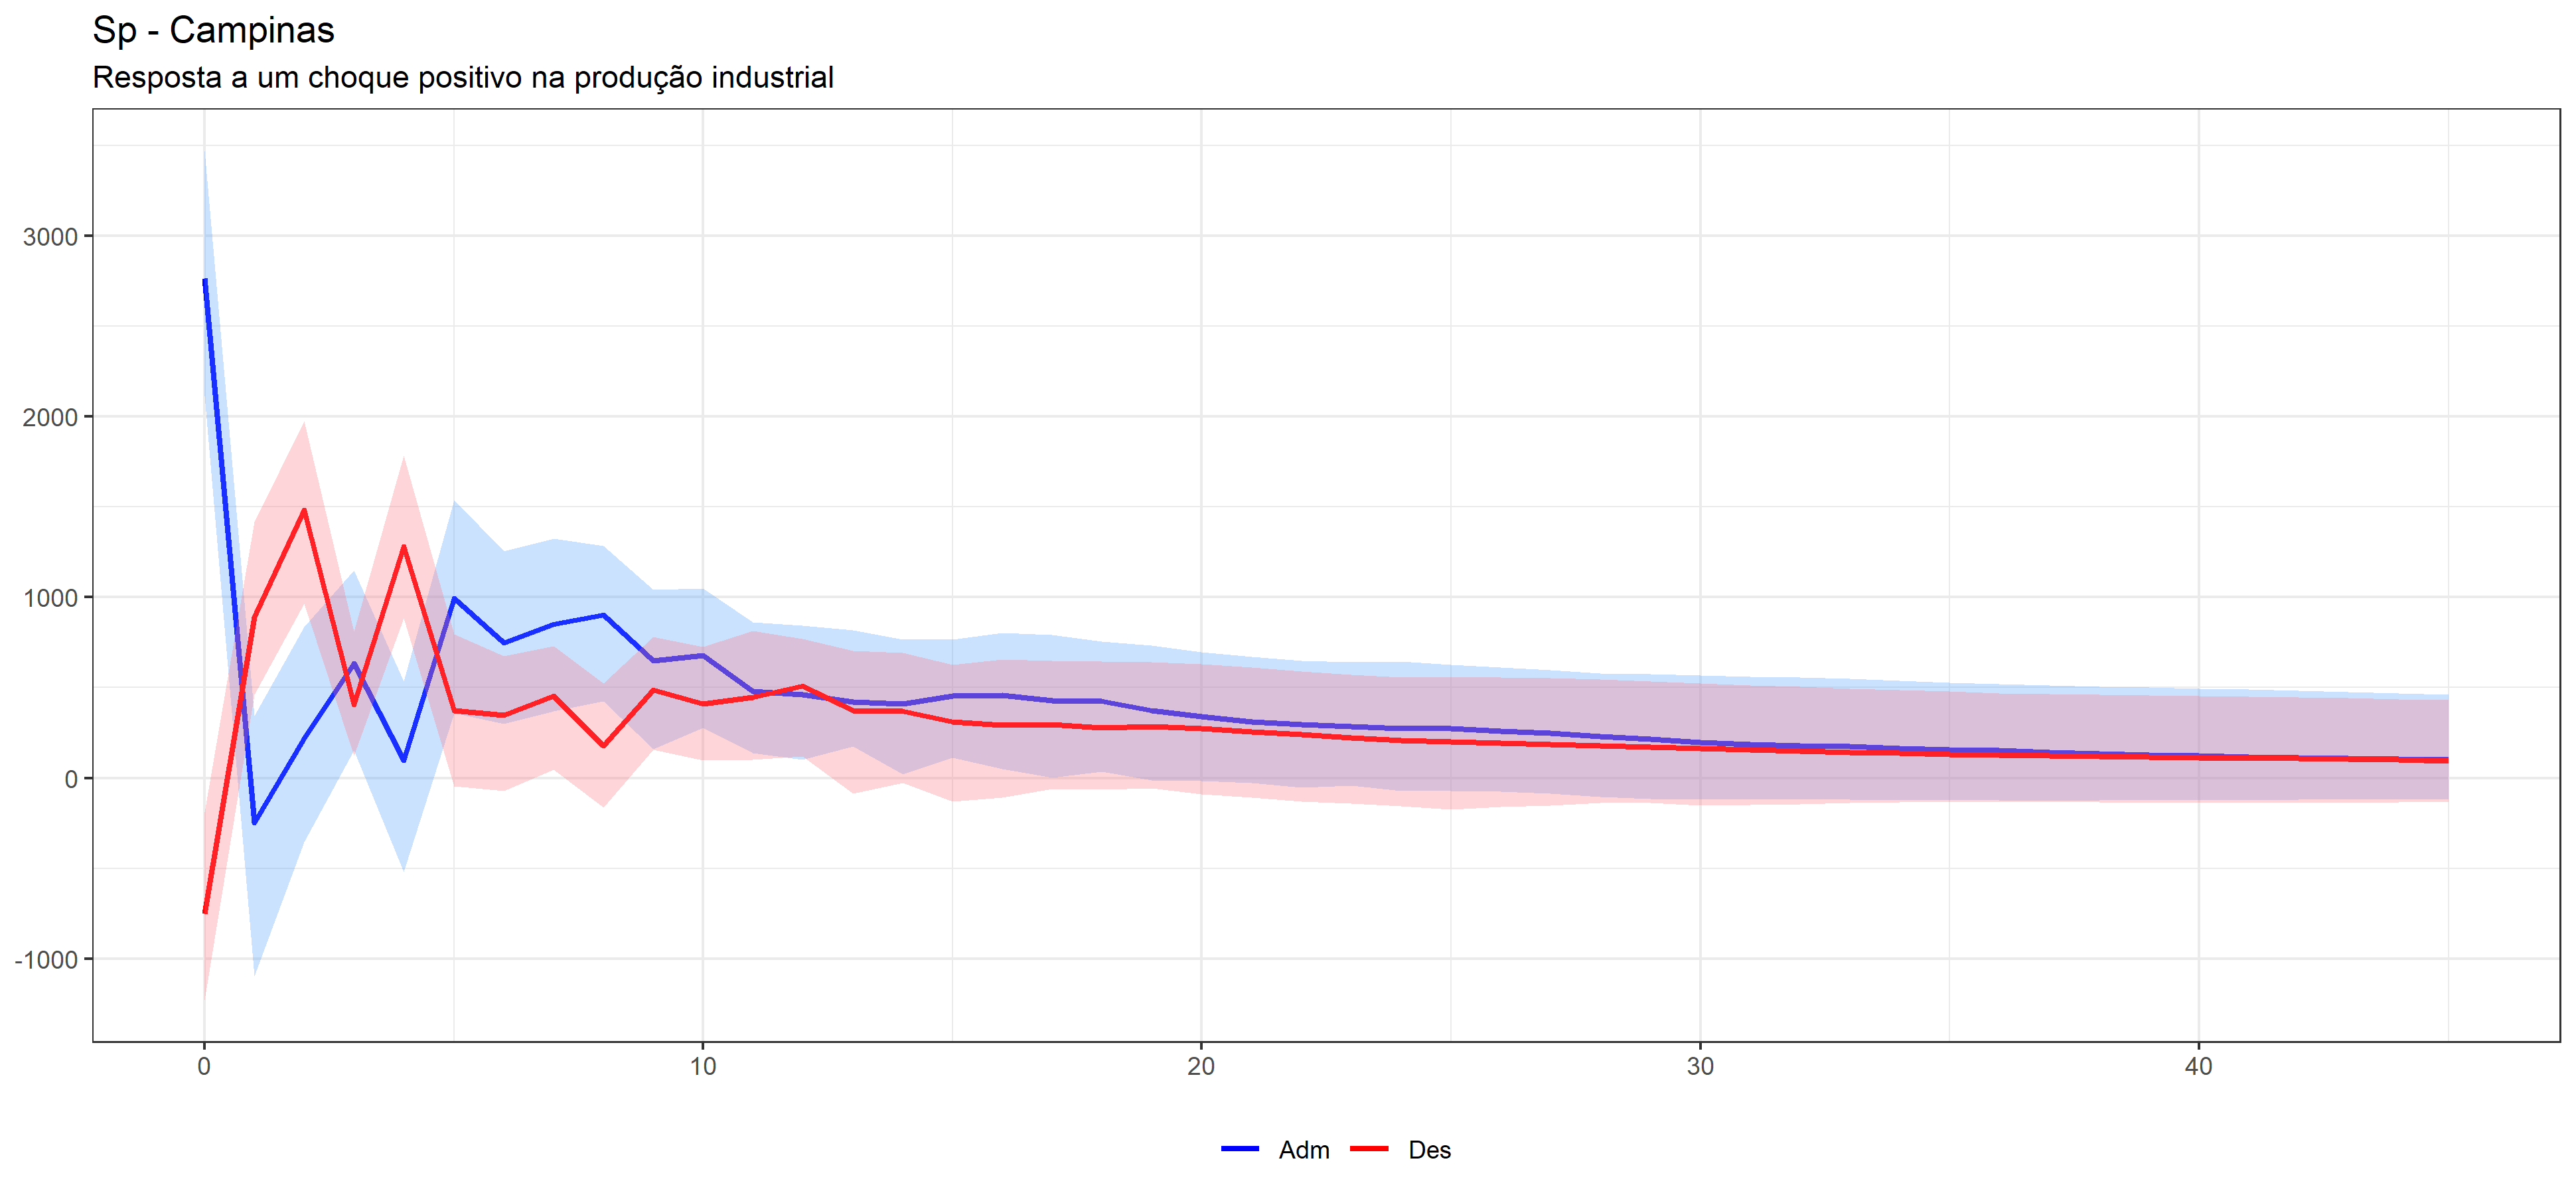 Sp - Campinas
Resposta a um choque positivo na produção industrial
3000
2000
1000
0
-1000
0 10 20 30 40
Adm Des